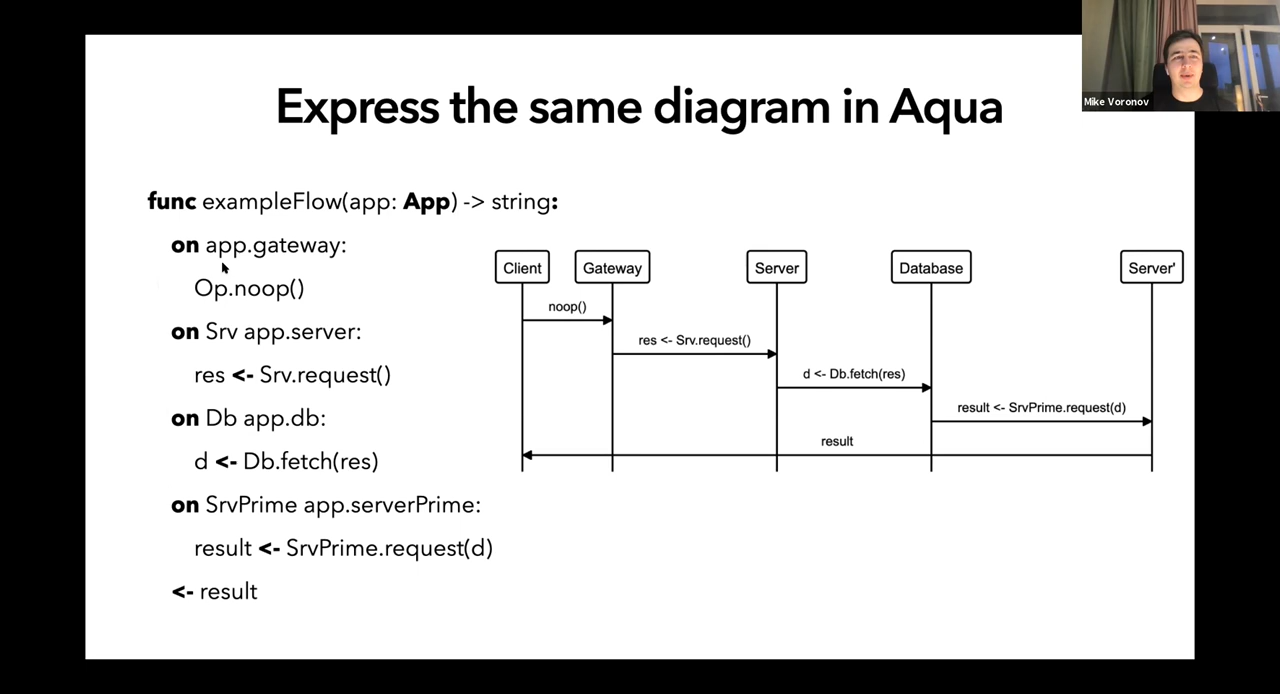 Express the same diagram in Aqua
Mike Voronov
func exampleFlow(app: App) -> string:
on app.gateway:
Op.noop()
on Srv app.server:
res <- Srv.request()
on Db app.db:
d <- Db.fetch(res)
on SrvPrime app.serverPrime:
result <- SrvPrime.request(d)
<- result
Client
Gateway
Server
Database
Server'
noop()
res <- Srv.request()
d <- Db.fetch(res)
result <- SrvPrime.request(d)
result